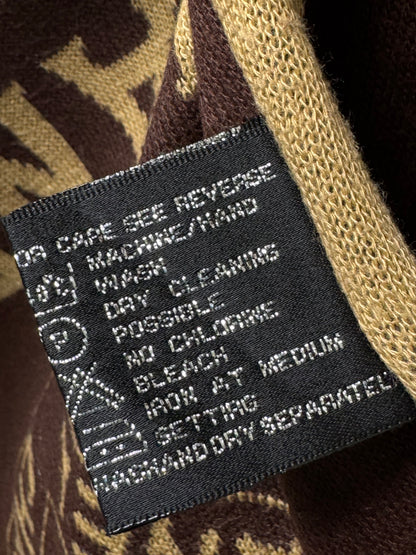 OR CARE SEE REVERSE
MACHINE/HAND
WASH
DRY CLEANING
POSSIBLE
NO CHLORINE
BLEACH
IRON AT MEDIUM
SETTING
WASH AND DRY SEPARATELY